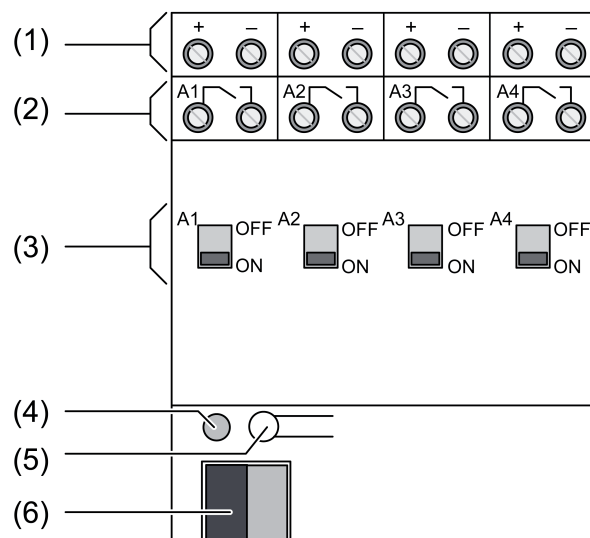 (1) + – + – + – + –
(2) A1 A2 A3 A4
(3) A1 OFF A2 OFF A3 OFF A4 OFF
ON ON ON ON
(4)
(5)
(6)